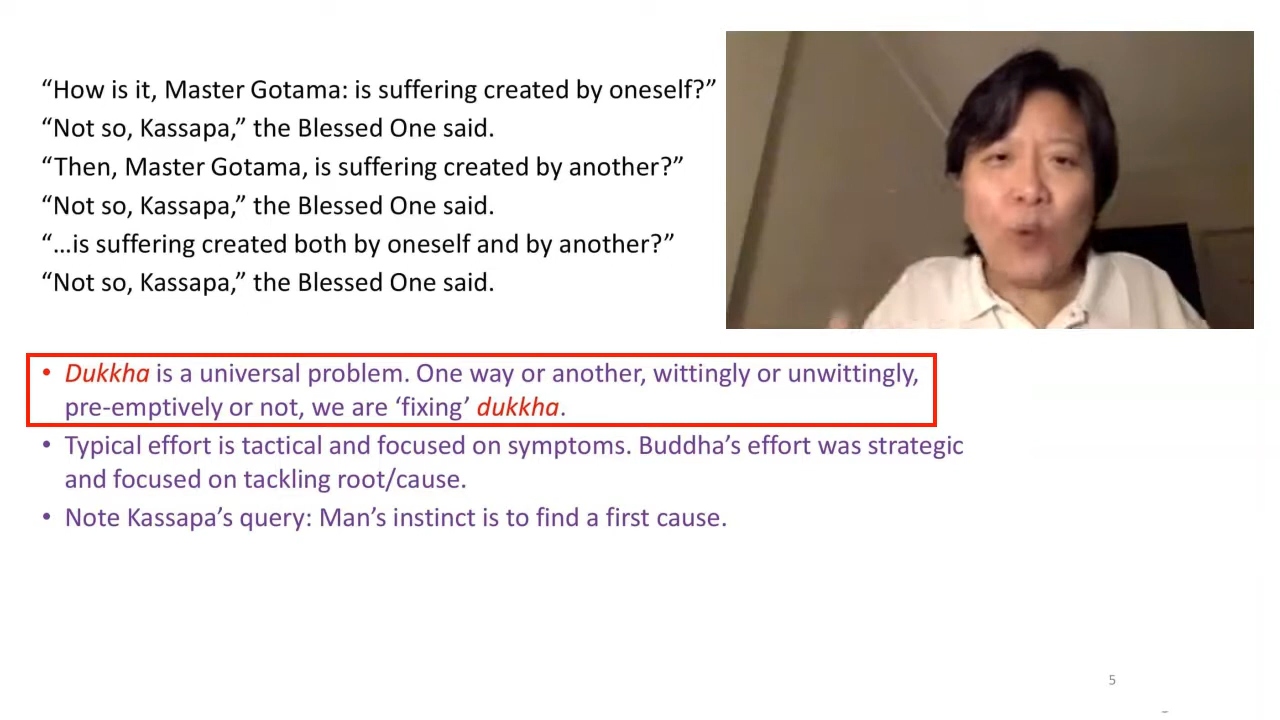 “How is it, Master Gotama: is suffering created by oneself?”
“Not so, Kassapa,” the Blessed One said.
“Then, Master Gotama, is suffering created by another?”
“Not so, Kassapa,” the Blessed One said.
“…is suffering created both by oneself and by another?”
“Not so, Kassapa,” the Blessed One said.
• Dukkha is a universal problem. One way or another, wittingly or unwittingly,
pre-emptively or not, we are ‘fixing’ dukkha.
• Typical effort is tactical and focused on symptoms. Buddha’s effort was strategic
and focused on tackling root/cause.
• Note Kassapa’s query: Man’s instinct is to find a first cause.
5